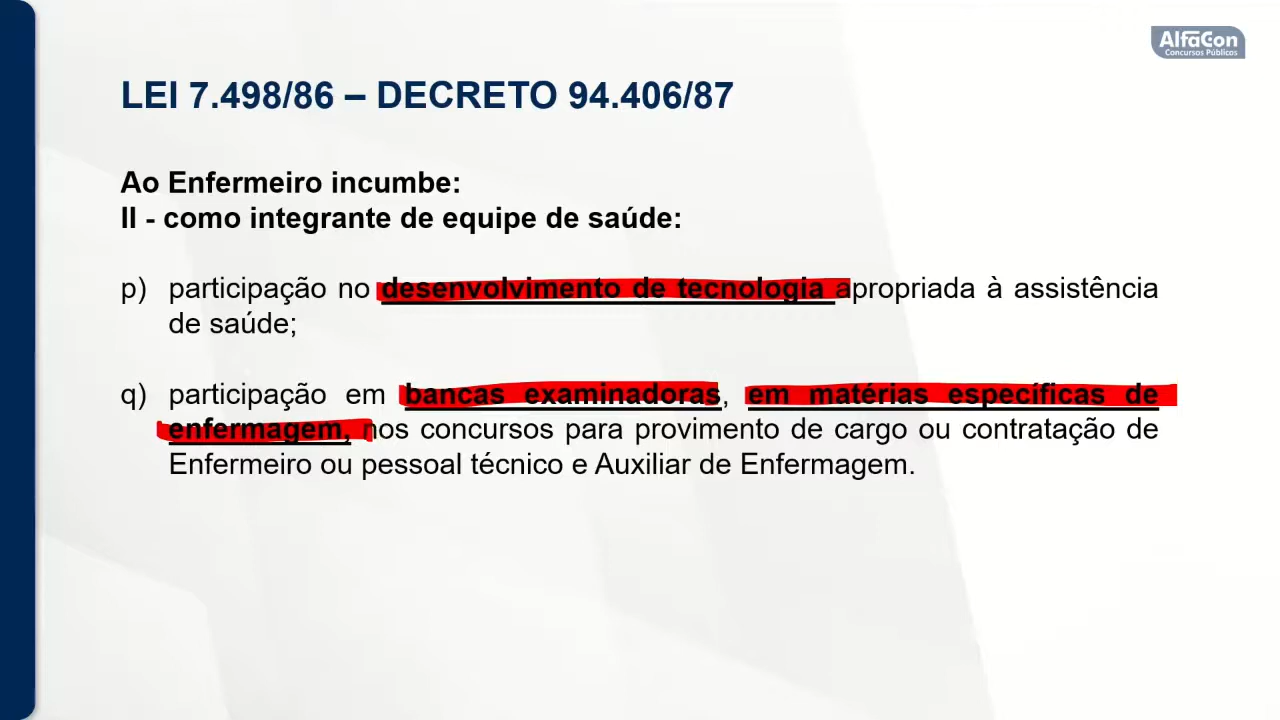 AlfaCon
Concursos Públicos
LEI 7.498/86 – DECRETO 94.406/87
Ao Enfermeiro incumbe:
II - como integrante de equipe de saúde:
p) participação no desenvolvimento de tecnologia apropriada à assistência
de saúde;
q) participação em bancas examinadoras, em matérias específicas de
enfermagem, nos concursos para provimento de cargo ou contratação de
Enfermeiro ou pessoal técnico e Auxiliar de Enfermagem.